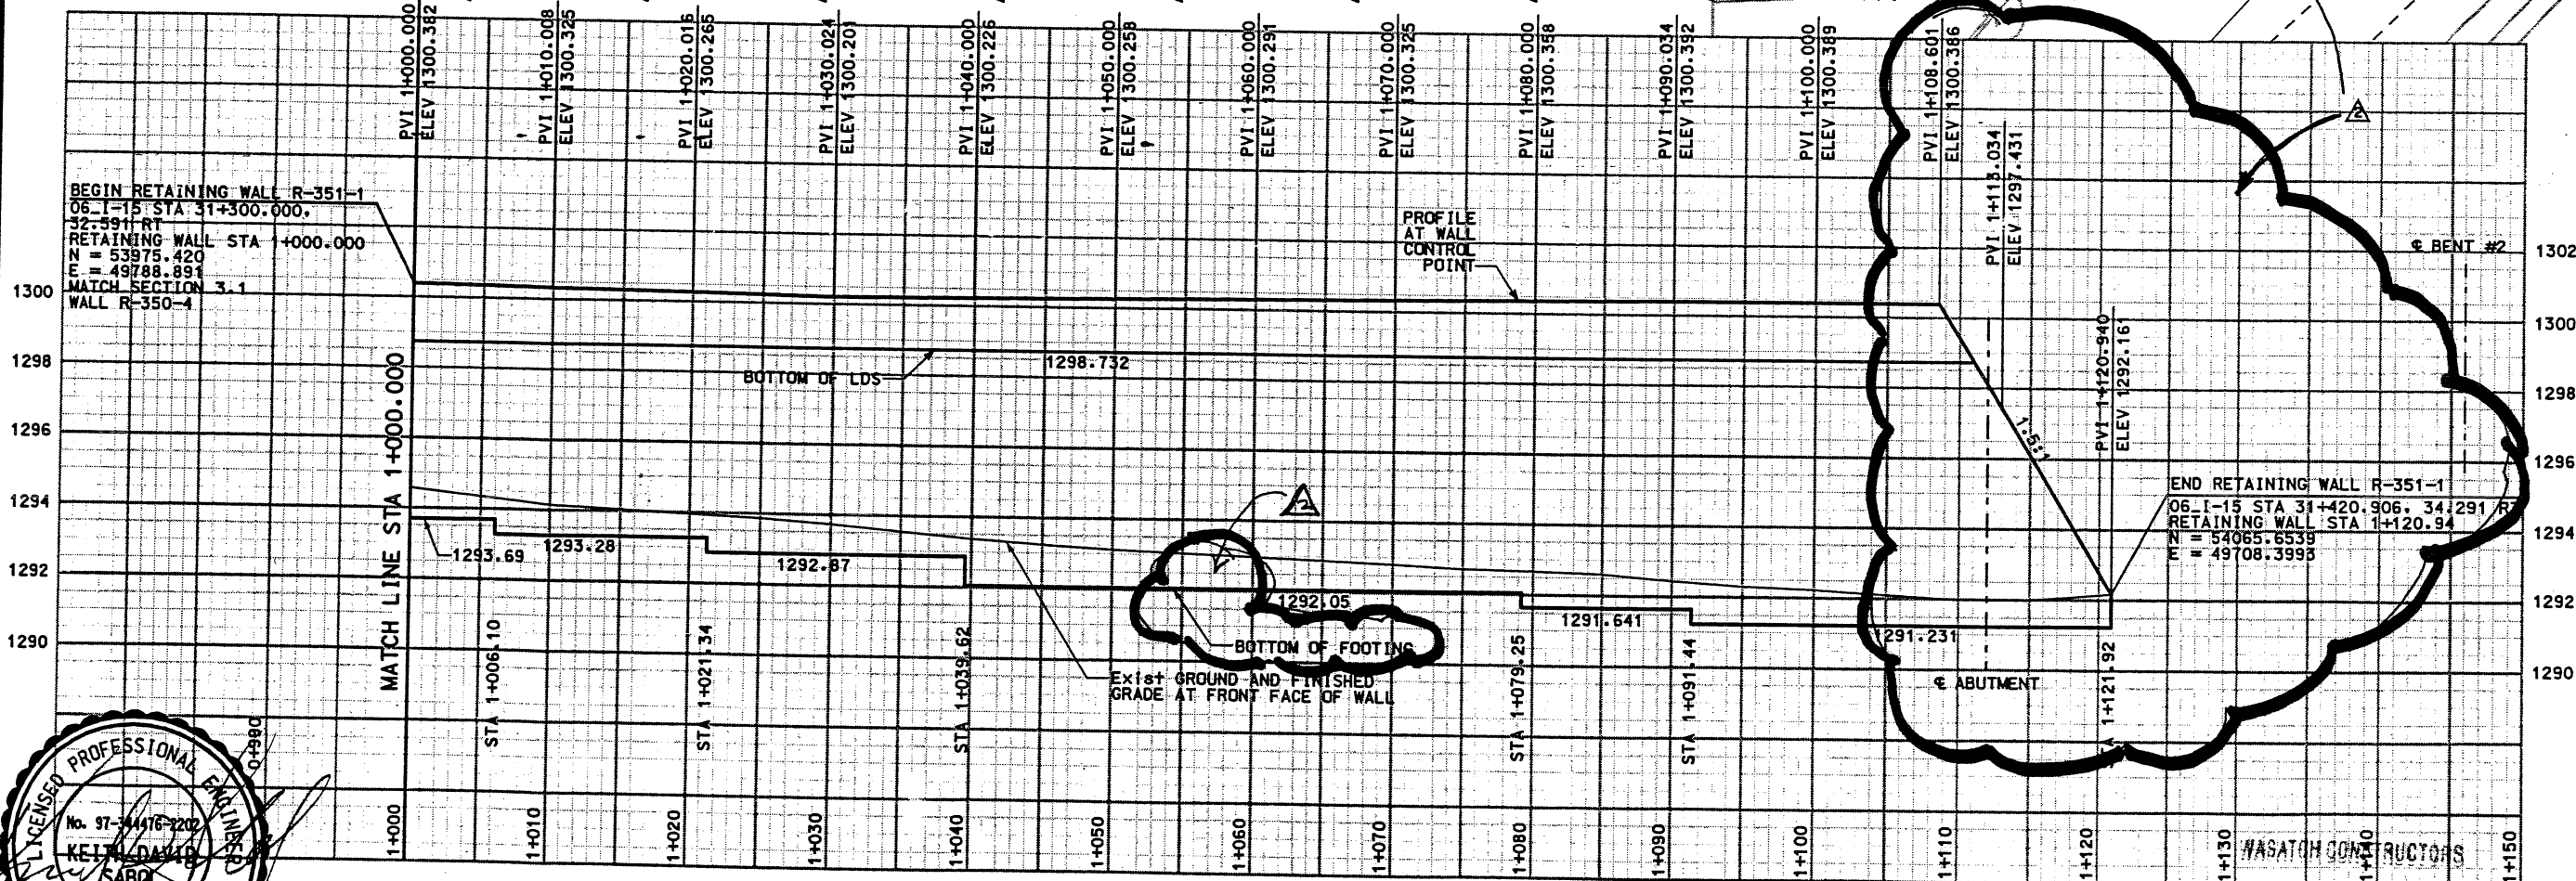 PVI 1+000.000
ELEV 1300.382
PVI 1+010.008
ELEV 1300.325
PVI 1+020.016
ELEV 1300.265
PVI 1+030.024
ELEV 1300.201
PVI 1+040.000
ELEV 1300.226
PVI 1+050.000
ELEV 1300.258
PVI 1+060.000
ELEV 1300.291
PVI 1+070.000
ELEV 1300.325
PVI 1+080.000
ELEV 1300.358
PVI 1+090.034
ELEV 1300.392
PVI 1+100.000
ELEV 1300.389
PVI 1+108.601
ELEV 1300.386
PVI 1+113.034
ELEV 1297.431
2
BEGIN RETAINING WALL R-351-1
06_I-15 STA 31+300.000,
32.591 RT
RETAINING WALL STA 1+000.000
N = 53975.420
E = 49788.891
MATCH SECTION 3.1
WALL R-350-4
PROFILE
AT WALL
CONTROL
POINT
℄ BENT #2
1300
1298
1296
1294
1292
1290
1302
1300
1298
1296
1294
1292
1290
MATCH LINE STA 1+000.000
BOTTOM OF LDS
1298.732
PVI 1+120.940
ELEV 1292.161
1.5:1
END RETAINING WALL R-351-1
06_I-15 STA 31+420.906, 34.291 RT
RETAINING WALL STA 1+120.94
N = 54065.6539
E = 49708.3993
2
1293.69
1293.28
1292.87
1292.05
1291.641
1291.231
BOTTOM OF FOOTING
Exist GROUND AND FINISHED
GRADE AT FRONT FACE OF WALL
℄ ABUTMENT
STA 1+006.10
STA 1+021.34
STA 1+039.62
STA 1+079.25
STA 1+091.44
STA 1+121.92
0+990
1+000
1+010
1+020
1+030
1+040
1+050
1+060
1+070
1+080
1+090
1+100
1+110
1+120
1+130
1+140
1+150
WASATCH CONSTRUCTORS
LICENSED PROFESSIONAL ENGINEER
KEITH DAVID